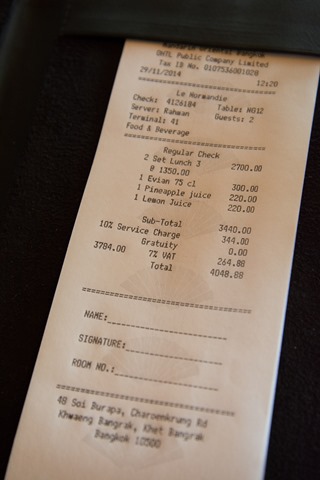 Oriental Bangkok
OHTL Public Company Limited
Tax ID No. 0107536001028
29/11/2014 12:20
Le Normandie
Check: 4126184 Table: NO12
Server: Rahman Guests: 2
Terminal: 41
Food & Beverage
Regular Check
2 Set Lunch 3 2700.00
@ 1350.00
1 Evian 75 cl 300.00
1 Pineapple juice 220.00
1 Lemon Juice 220.00
Sub-Total 3440.00
10% Service Charge 344.00
Gratuity 0.00
3784.00 7% VAT 264.88
Total 4048.88
NAME:
SIGNATURE:
ROOM NO.:
48 Soi Burapa, Charoenkrung Rd
Khwaeng Bangrak, Khet Bangrak
Bangkok 10500